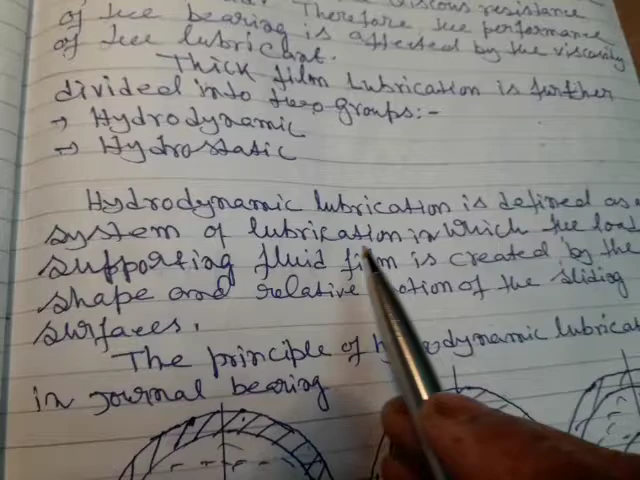 viscous resistance
of the bearing is Therefore, the performance
of the lubricant. affected by the viscosity
Thick film lubrication is further
divided into two groups:-
→ Hydrodynamic
→ Hydrostatic
Hydrodynamic lubrication is defined as a
system of lubrication in which the load
supporting fluid film is created by the
shape and relative motion of the sliding
surfaces.
The principle of hydrodynamic lubricat
in Journal bearing